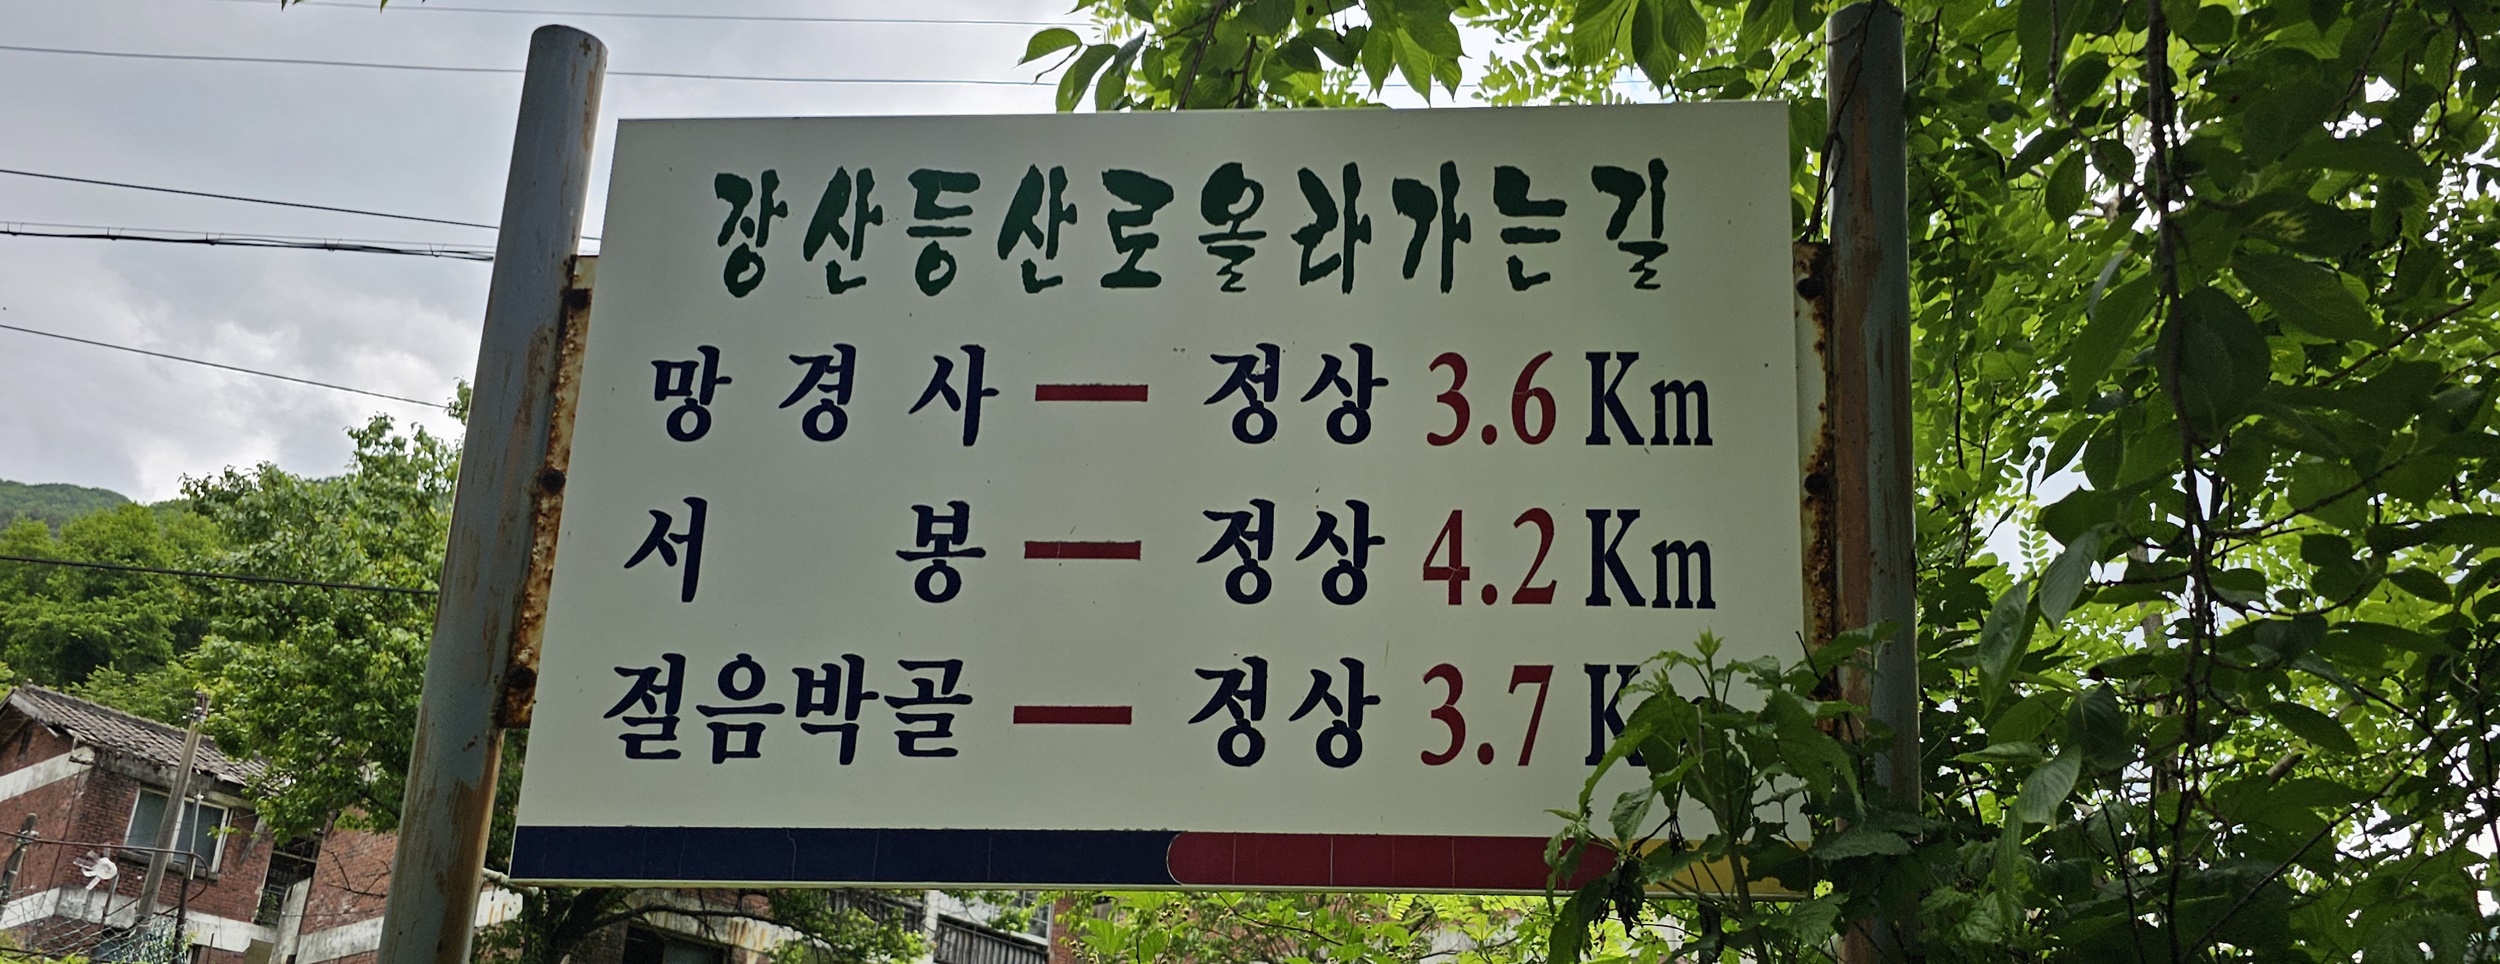 장산등산로올라가는길
망경사 — 정상 3.6 Km
서봉 — 정상 4.2 Km
절음박골 — 정상 3.7 Km